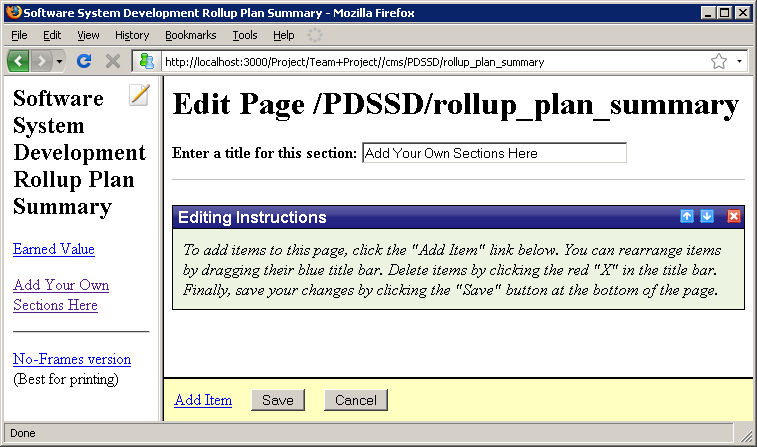 Software System Development Rollup Plan Summary - Mozilla Firefox
File Edit View History Bookmarks Tools Help
http://localhost:3000/Project/Team+Project//cms/PDSSD/rollup_plan_summary
Software
System
Development
Rollup Plan
Summary
Earned Value
Add Your Own
Sections Here
No-Frames version
(Best for printing)
Edit Page /PDSSD/rollup_plan_summary
Enter a title for this section: Add Your Own Sections Here
Editing Instructions
To add items to this page, click the "Add Item" link below. You can rearrange items
by dragging their blue title bar. Delete items by clicking the red "X" in the title bar.
Finally, save your changes by clicking the "Save" button at the bottom of the page.
Add Item Save Cancel
Done